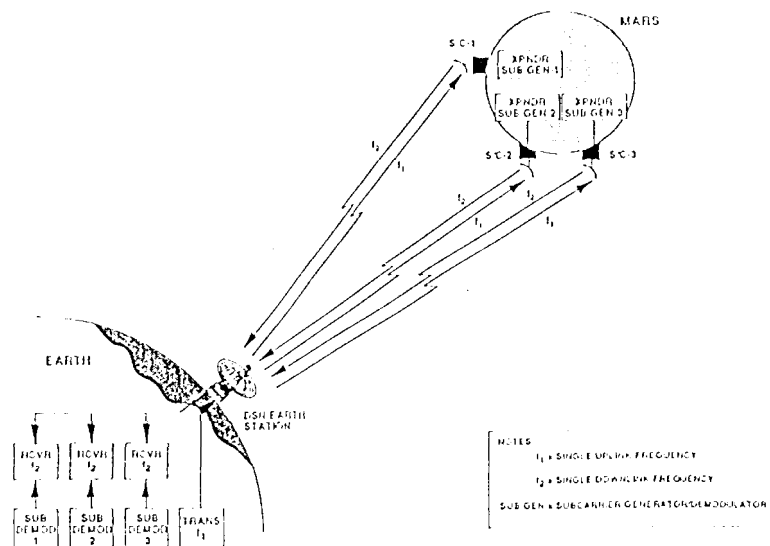 MARS
S/C-1
XPNDR
SUB GEN 1
XPNDR
SUB GEN 2
XPNDR
SUB GEN 3
S/C-2
S/C-3
f2
f1
f2
f1
f2
f1
EARTH
DSN EARTH
STATION
RCVR
f2
RCVR
f2
RCVR
f2
SUB
DEMOD
1
SUB
DEMOD
2
SUB
DEMOD
3
TRANS
f1
NOTES
f1 = SINGLE UPLINK FREQUENCY
f2 = SINGLE DOWNLINK FREQUENCY
SUB GEN = SUBCARRIER GENERATOR/DEMODULATOR